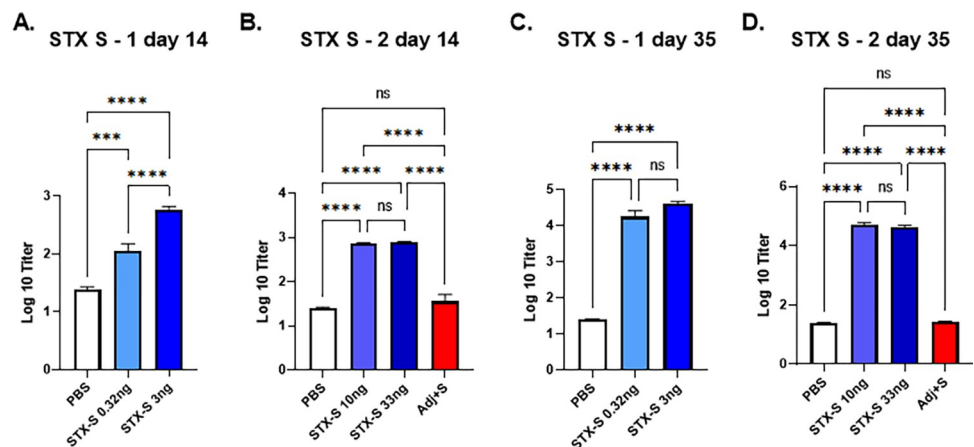 A.
STX S - 1 day 14
****
***
****
Log 10 Titer
3
2
1
0
PBS
STX-S 0.32ng
STX-S 3ng
B.
STX S - 2 day 14
ns
****
****
****
****
ns
Log 10 Titer
4
3
2
1
0
PBS
STX-S 10ng
STX-S 33ng
Adj+S
C.
STX S - 1 day 35
****
****
ns
Log 10 Titer
5
4
3
2
1
0
PBS
STX-S 0.32ng
STX-S 3ng
D.
STX S - 2 day 35
ns
****
****
****
****
ns
Log 10 Titer
6
4
2
0
PBS
STX-S 10ng
STX-S 33ng
Adj+S